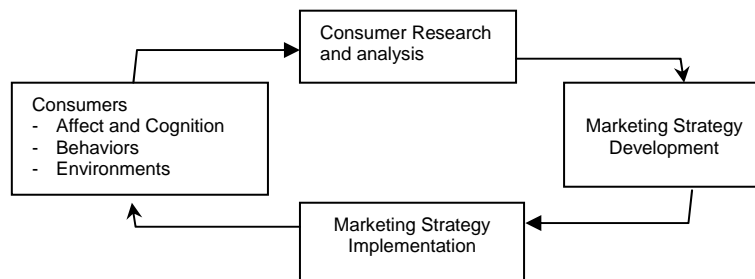 Consumer Research
and analysis
Consumers
- Affect and Cognition
- Behaviors
- Environments
Marketing Strategy
Development
Marketing Strategy
Implementation